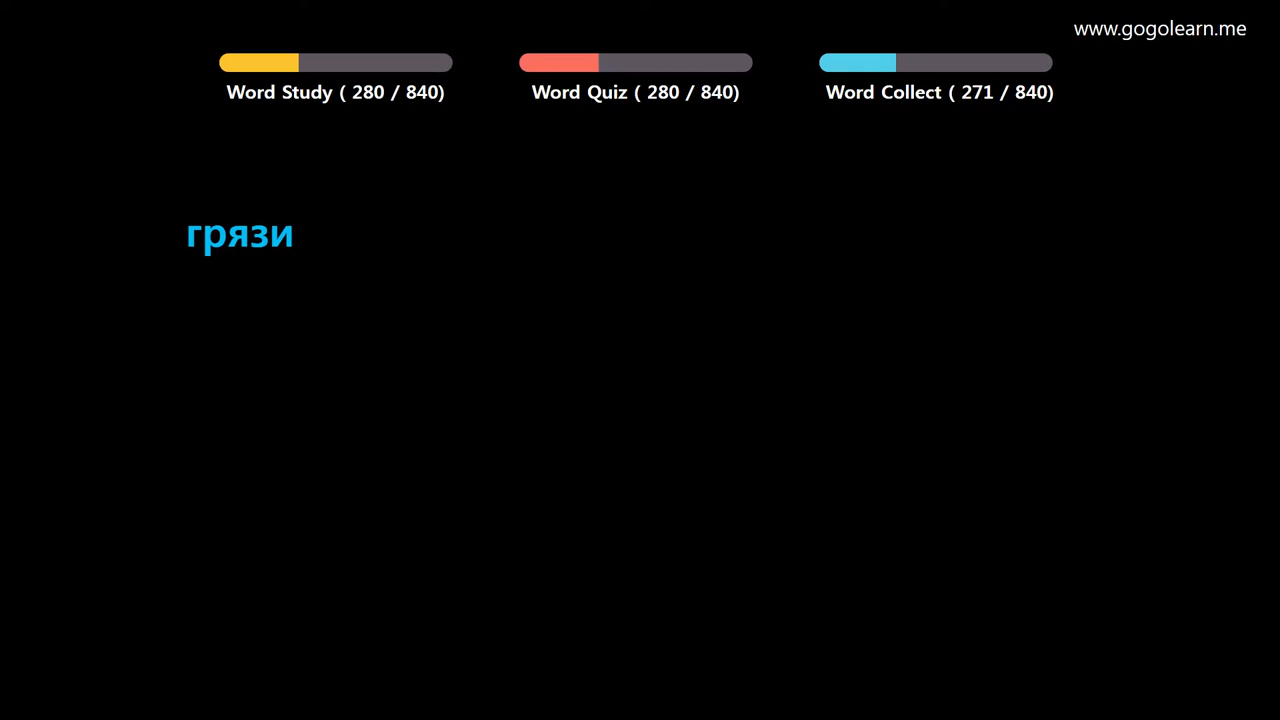 www.gogolearn.me
Word Study ( 280 / 840)
Word Quiz ( 280 / 840)
Word Collect ( 271 / 840)
грязи